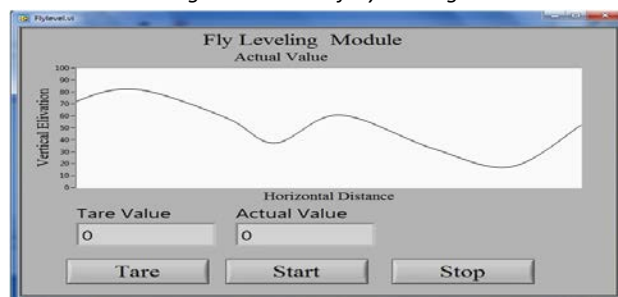 Flylevel.vi
Fly Leveling Module
Actual Value
100
90
80
70
60
50
40
30
20
10
0
Vertical Elivation
Horizontal Distance
Tare Value Actual Value
0 0
Tare Start Stop